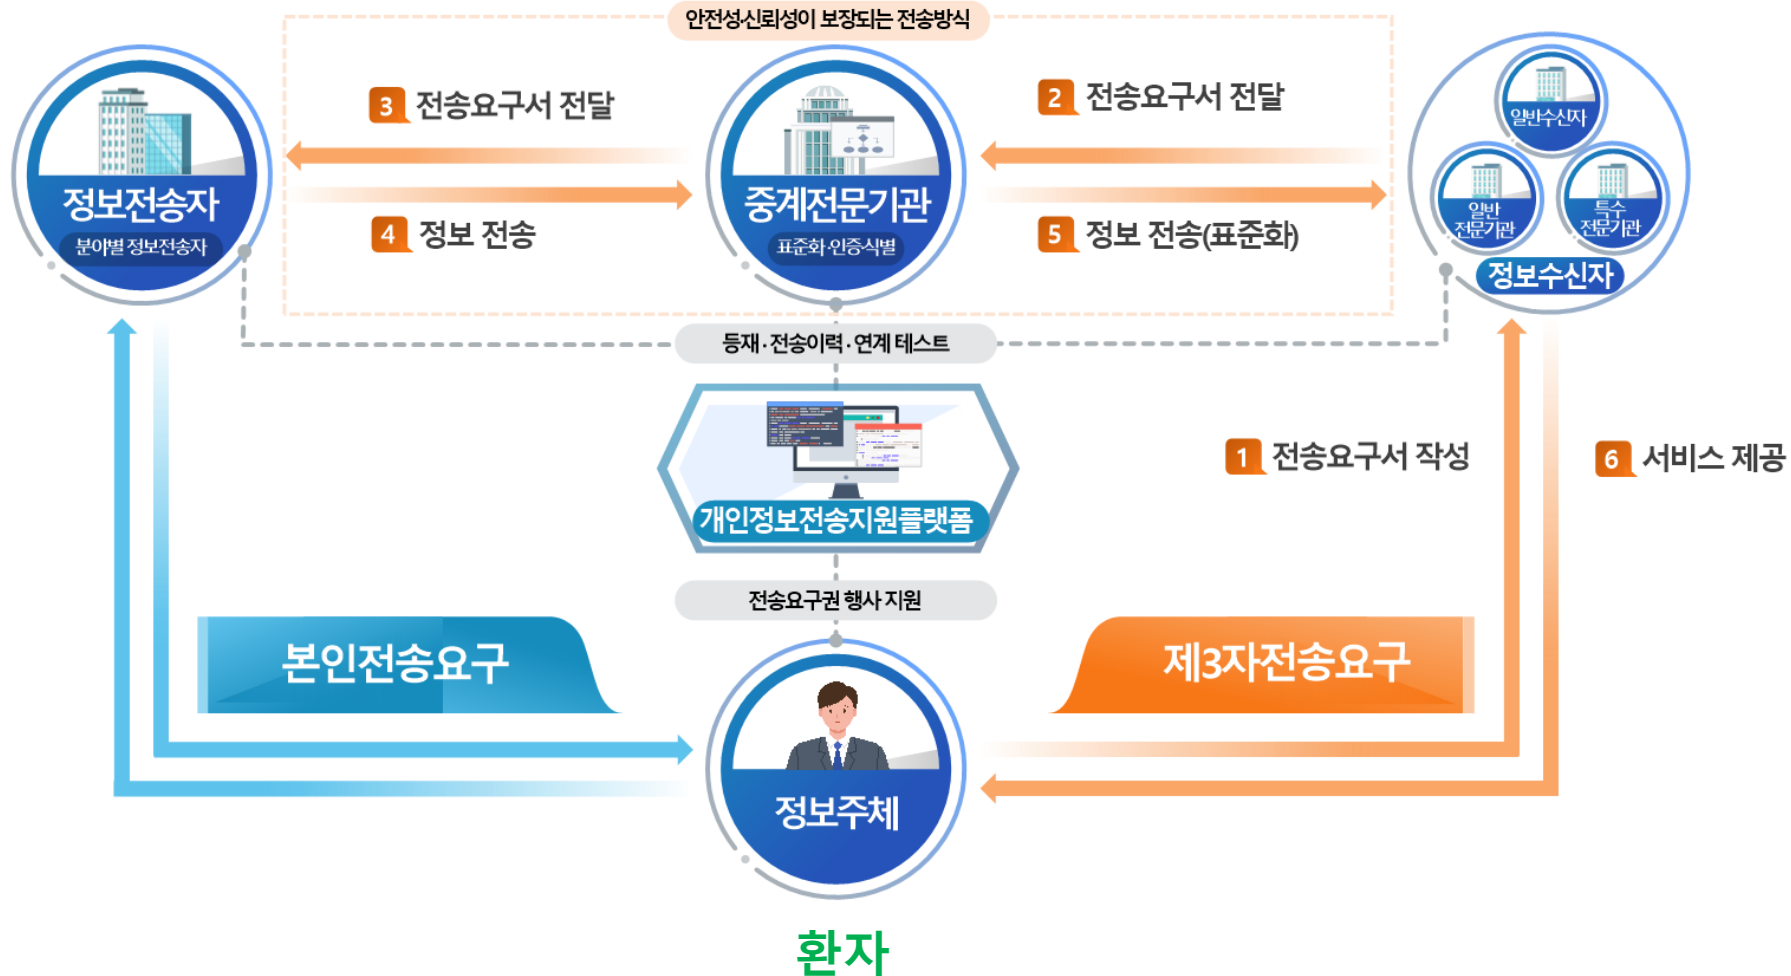 안전성·신뢰성이 보장되는 전송방식
3 전송요구서 전달
2 전송요구서 전달
일반수신자
정보전송자
분야별 정보전송자
중계전문기관
표준화·인증·식별
일반
전문기관
특수
전문기관
정보수신자
4 정보 전송
5 정보 전송(표준화)
등재·전송이력·연계 테스트
개인정보전송지원플랫폼
1 전송요구서 작성
6 서비스 제공
전송요구권 행사 지원
본인전송요구
제3자전송요구
정보주체
환자